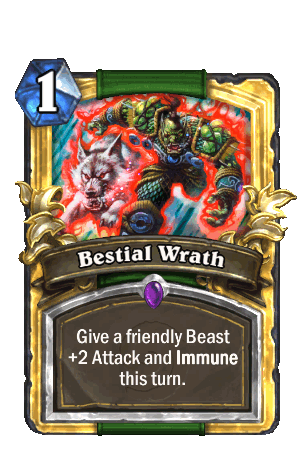 1
Bestial Wrath
Give a friendly Beast
+2 Attack and Immune
this turn.